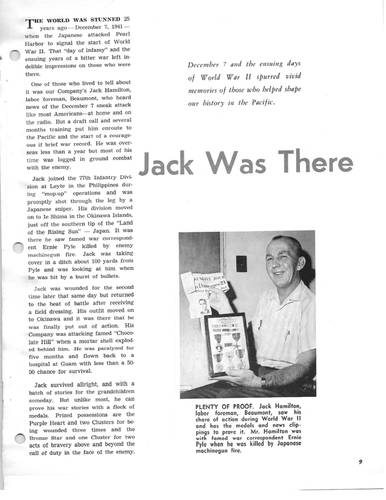 THE WORLD WAS STUNNED 25
years ago—December 7, 1941—
when the Japanese attacked Pearl
Harbor to signal the start of World
War II. That "day of infamy" and the
ensuing years of a bitter war left in-
delible impressions on those who were
there.
One of those who lived to tell about
it was our Company's Jack Hamilton,
labor foreman, Beaumont, who heard
news of the December 7 sneak attack
like most Americans—at home and on
the radio. But a draft call and several
months training put him enroute to
the Pacific and the start of a courage-
ous if brief war record. He was over-
seas less than a year but most of his
time was logged in ground combat
with the enemy.
Jack joined the 77th Infantry Divi-
sion at Leyte in the Philippines dur-
ing "mop-up" operations and was
promptly shot through the leg by a
Japanese sniper. His division moved
on to Ie Shima in the Okinawa Islands,
just off the southern tip of the "Land
of the Rising Sun" — Japan. It was
there he saw famed war correspond-
ent Ernie Pyle killed by enemy
machinegun fire. Jack was taking
cover in a ditch about 100 yards from
Pyle and was looking at him when
he was hit by a burst of bullets.
Jack was wounded for the second
time later that same day but returned
to the heat of battle after receiving
a field dressing. His outfit moved on
to Okinawa and it was there that he
was finally put out of action. His
Company was attacking famed "Choco-
late Hill" when a mortar shell explod-
ed behind him. He was paralyzed for
five months and flown back to a
hospital at Guam with less than a 50-
50 chance for survival.
Jack survived allright, and with a
batch of stories for the grandchildren
someday. But unlike most, he can
prove his war stories with a flock of
medals. Prized possessions are the
Purple Heart and two Clusters for be-
ing wounded three times and the
Bronze Star and one Cluster for two
acts of bravery above and beyond the
call of duty in the face of the enemy.
December 7 and the ensuing days
of World War II spurred vivid
memories of those who helped shape
our history in the Pacific.
Jack Was There
PLENTY OF PROOF. Jack Hamilton,
labor foreman, Beaumont, saw his
share of action during World War II
and has the medals and news clip-
pings to prove it. Mr. Hamilton was
with famed war correspondent Ernie
Pyle when he was killed by Japanese
machinegun fire.
9